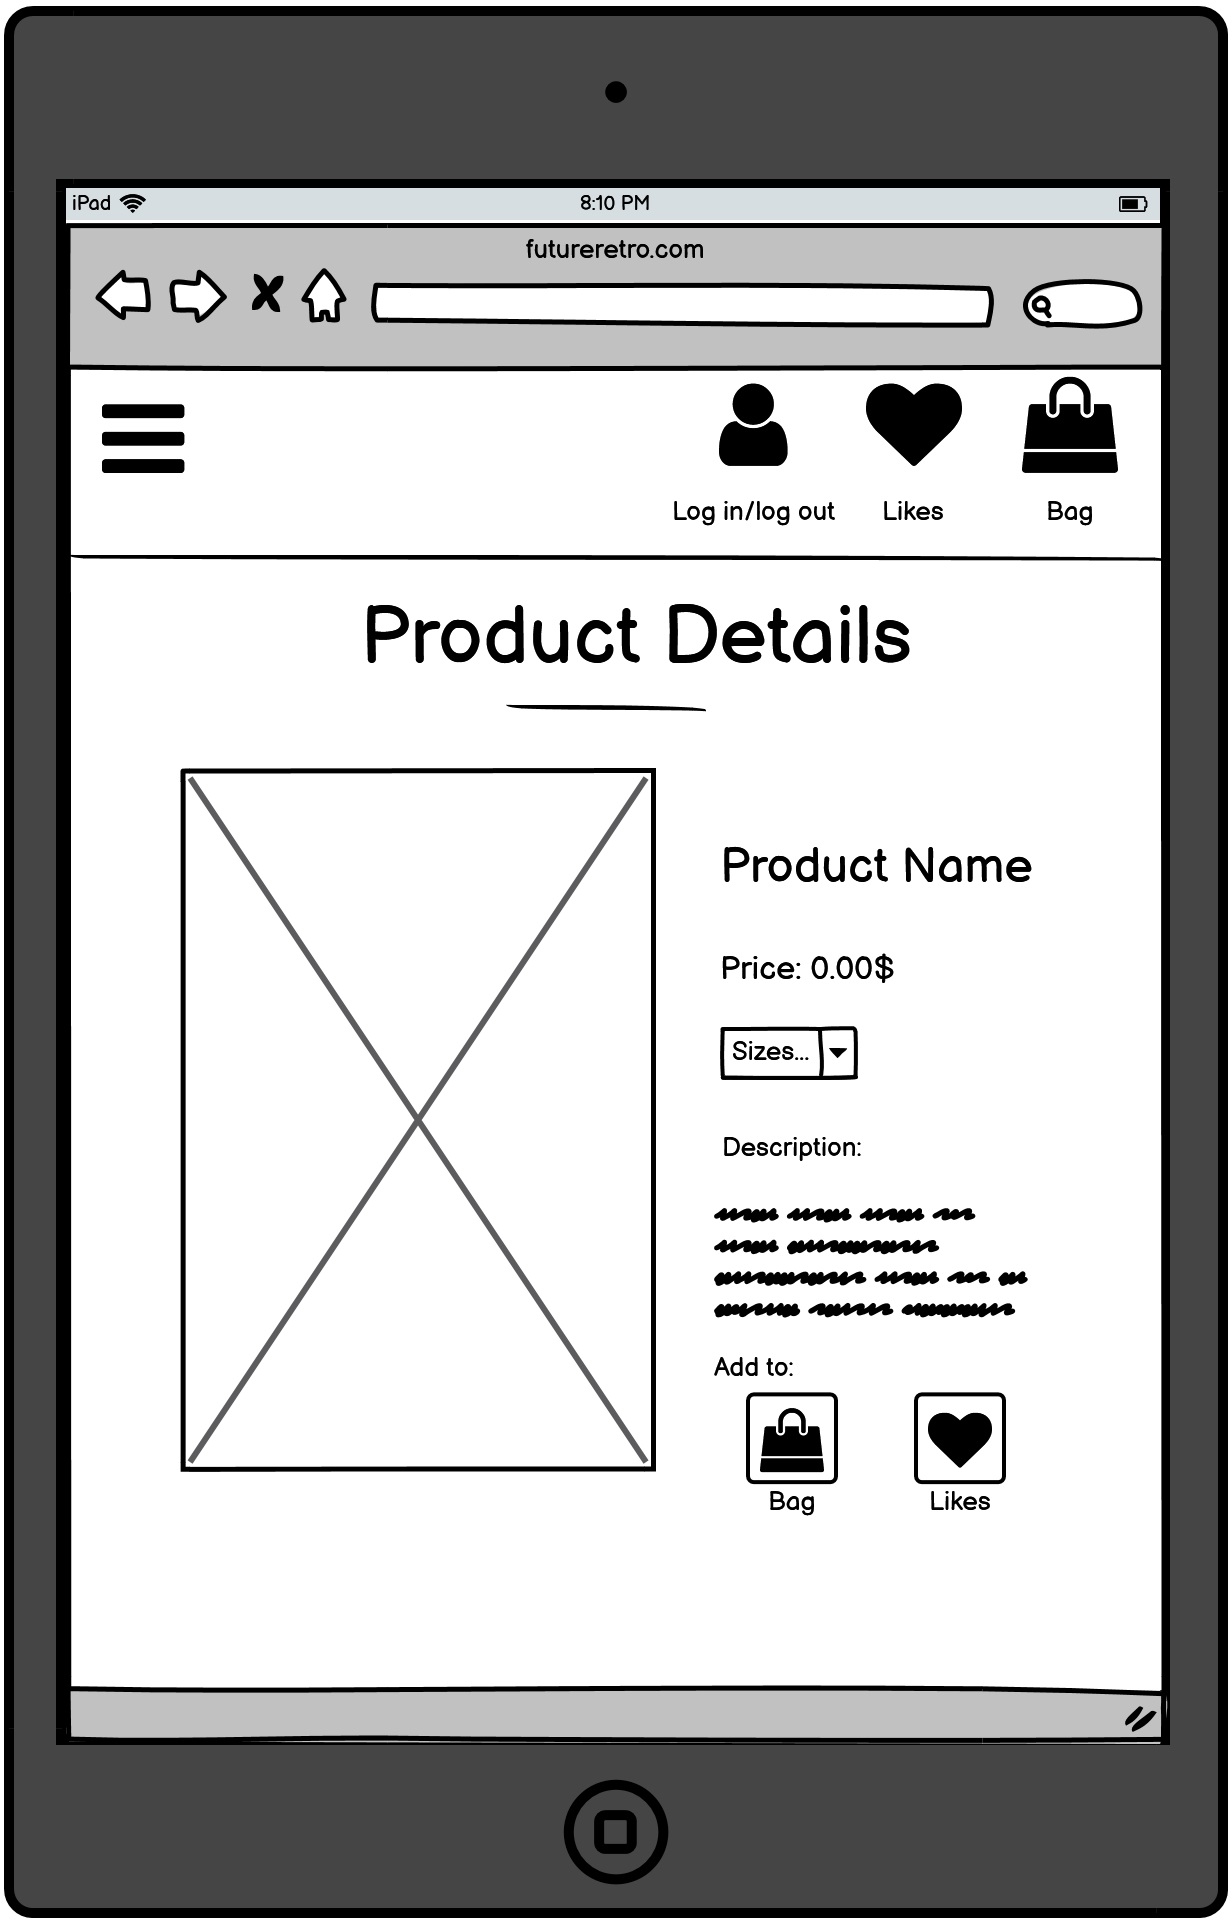 iPad 8:10 PM
futureretro.com
Log in/log out Likes Bag
Product Details
Product Name
Price: 0.00$
Sizes...
Description:
Add to:
Bag Likes